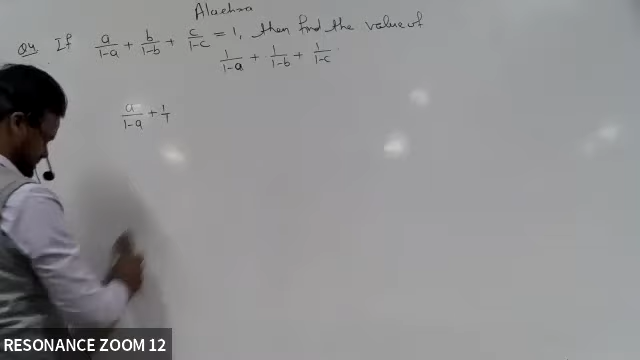 Algebra
Q4 If a/1-a + b/1-b + c/1-c = 1, then find the value of
1/1-a + 1/1-b + 1/1-c.
a/1-a + 1/1
RESONANCE ZOOM 12